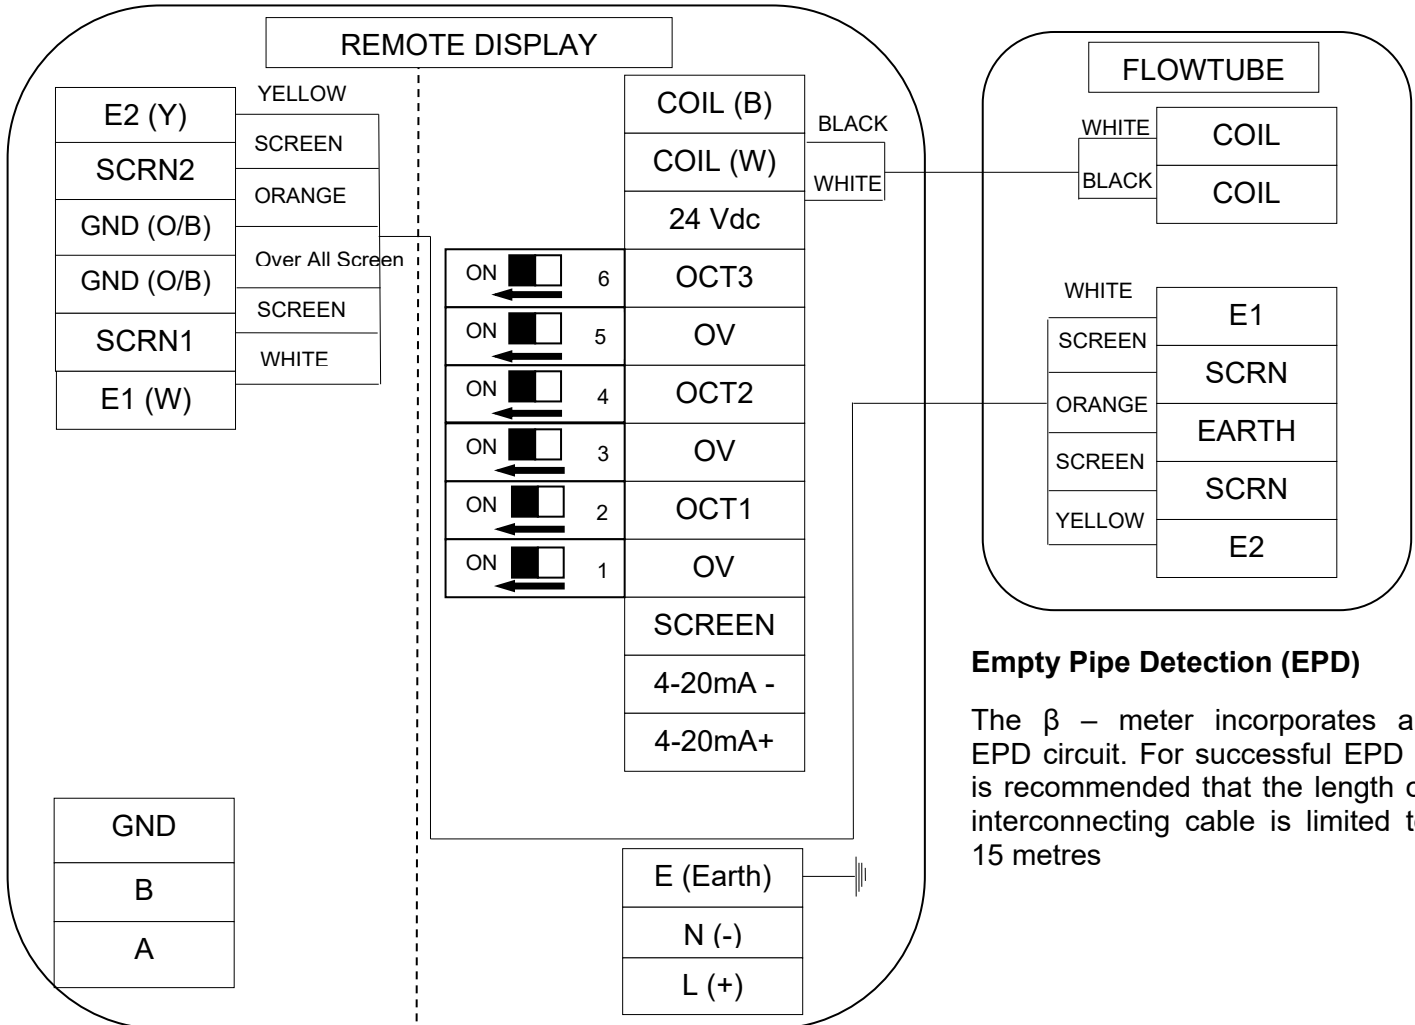 REMOTE DISPLAY
E2 (Y)
SCRN2
GND (O/B)
GND (O/B)
SCRN1
E1 (W)
YELLOW
SCREEN
ORANGE
Over All Screen
SCREEN
WHITE
GND
B
A
ON 6
ON 5
ON 4
ON 3
ON 2
ON 1
COIL (B)
COIL (W)
24 Vdc
OCT3
OV
OCT2
OV
OCT1
OV
SCREEN
4-20mA -
4-20mA+
BLACK
WHITE
E (Earth)
N (-)
L (+)
FLOWTUBE
WHITE
BLACK
COIL
COIL
WHITE
SCREEN
ORANGE
SCREEN
YELLOW
E1
SCRN
EARTH
SCRN
E2
Empty Pipe Detection (EPD)
The β – meter incorporates a
EPD circuit. For successful EPD
is recommended that the length
interconnecting cable is limited
15 metres